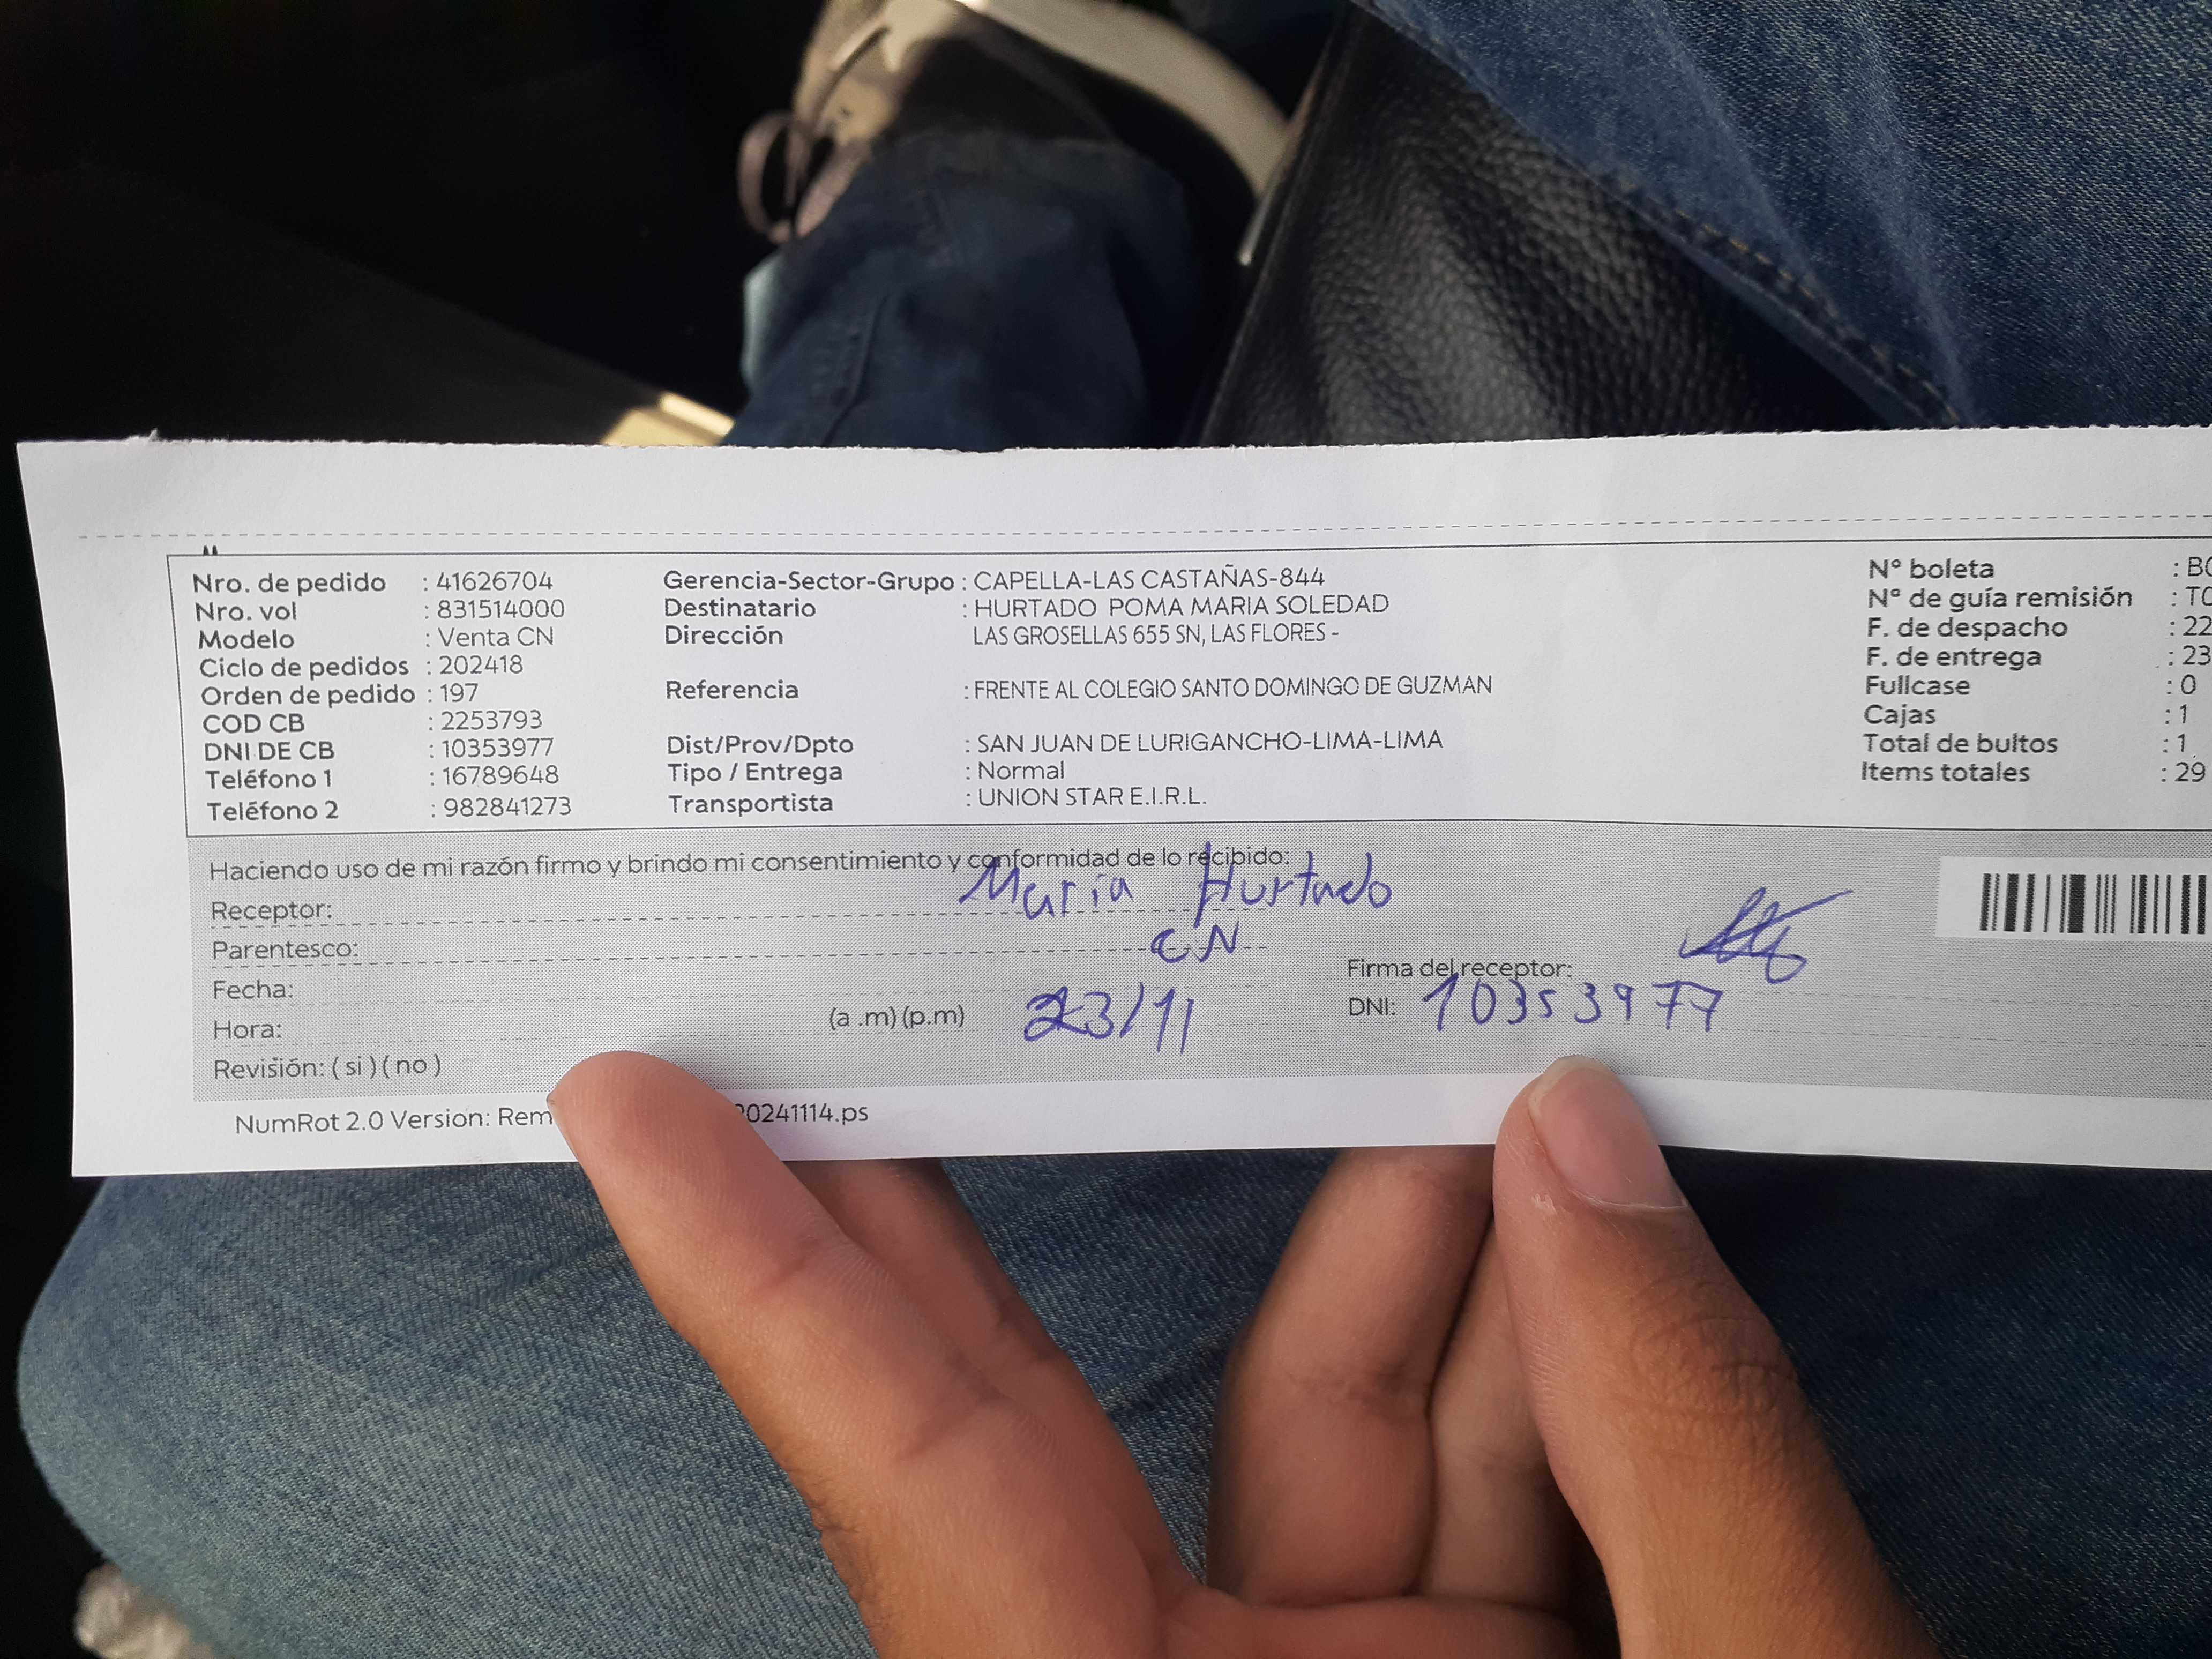 Nro. de pedido : 41626704
Nro. vol : 831514000
Modelo : Venta CN
Ciclo de pedidos : 202418
Orden de pedido : 197
COD CB : 2253793
DNI DE CB : 10353977
Teléfono 1 : 16789648
Teléfono 2 : 982841273
Gerencia-Sector-Grupo : CAPELLA-LAS CASTAÑAS-844
Destinatario : HURTADO POMA MARIA SOLEDAD
Dirección LAS GROSELLAS 655 SN, LAS FLORES -
Referencia : FRENTE AL COLEGIO SANTO DOMINGO DE GUZMAN
Dist/Prov/Dpto : SAN JUAN DE LURIGANCHO-LIMA-LIMA
Tipo / Entrega : Normal
Transportista : UNION STAR E.I.R.L.
N° boleta :
N° de guía remisión :
F. de despacho : 22
F. de entrega : 23
Fullcase : 0
Cajas : 1
Total de bultos : 1
Items totales : 29
Haciendo uso de mi razón firmo y brindo mi consentimiento y conformidad de lo recibido:
Receptor: Maria Hurtado
Parentesco: CN
Fecha:
Hora: (a .m) (p.m) 23/11
Revisión: ( si ) ( no )
Firma del receptor:
DNI: 10353977
NumRot 2.0 Version: Rem 20241114.ps